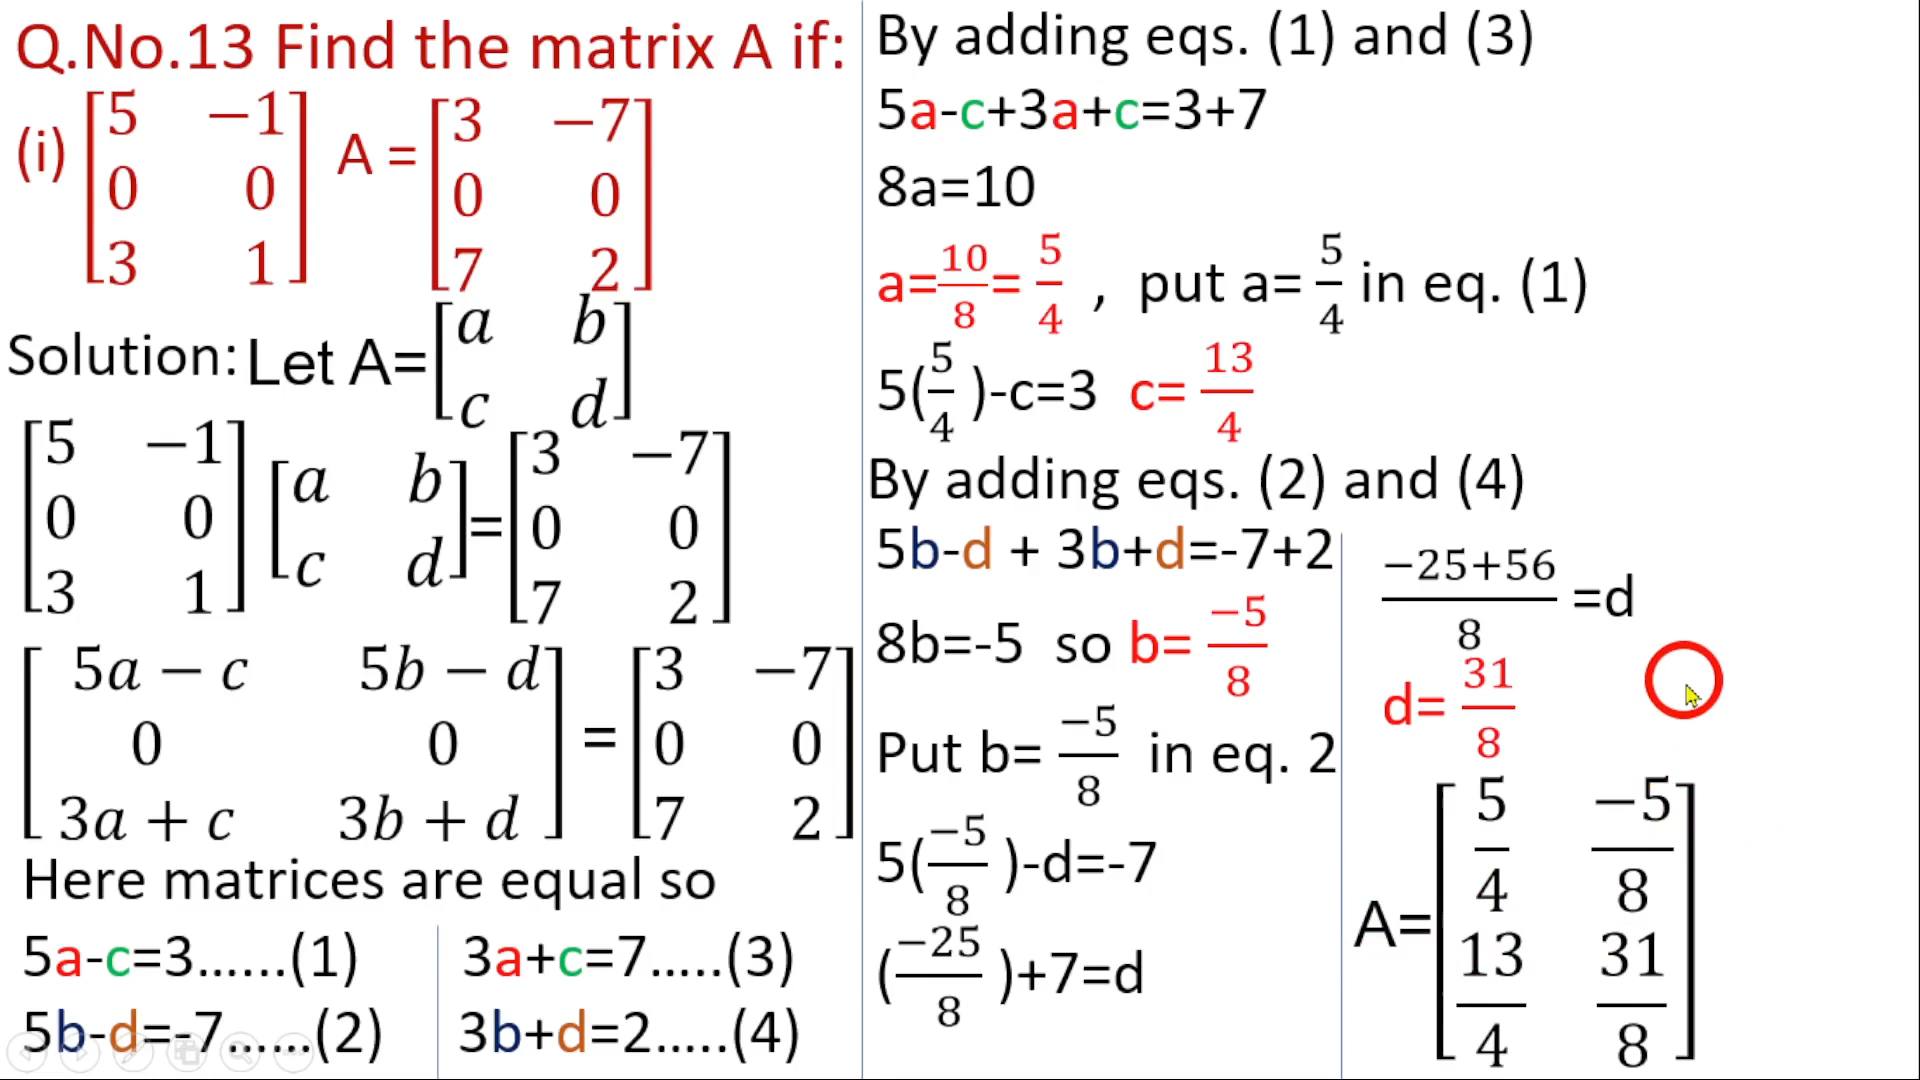 Q.No.13 Find the matrix A if:
(i) [5 −1; 0 0; 3 1] A = [3 −7; 0 0; 7 2]
Solution: Let A=[a b; c d]
[5 −1; 0 0; 3 1] [a b; c d] = [3 −7; 0 0; 7 2]
[5a − c 5b − d; 0 0; 3a + c 3b + d] = [3 −7; 0 0; 7 2]
Here matrices are equal so
5a-c=3......(1)
5b-d=-7......(2)
3a+c=7.....(3)
3b+d=2.....(4)
By adding eqs. (1) and (3)
5a-c+3a+c=3+7
8a=10
a=10/8= 5/4 , put a= 5/4 in eq. (1)
5(5/4 )-c=3 c= 13/4
By adding eqs. (2) and (4)
5b-d + 3b+d=-7+2
8b=-5 so b= −5/8
Put b= −5/8 in eq. 2
5(−5/8 )-d=-7
(−25/8 )+7=d
−25+56/8 =d
d= 31/8
A=[5/4 −5/8; 13/4 31/8]